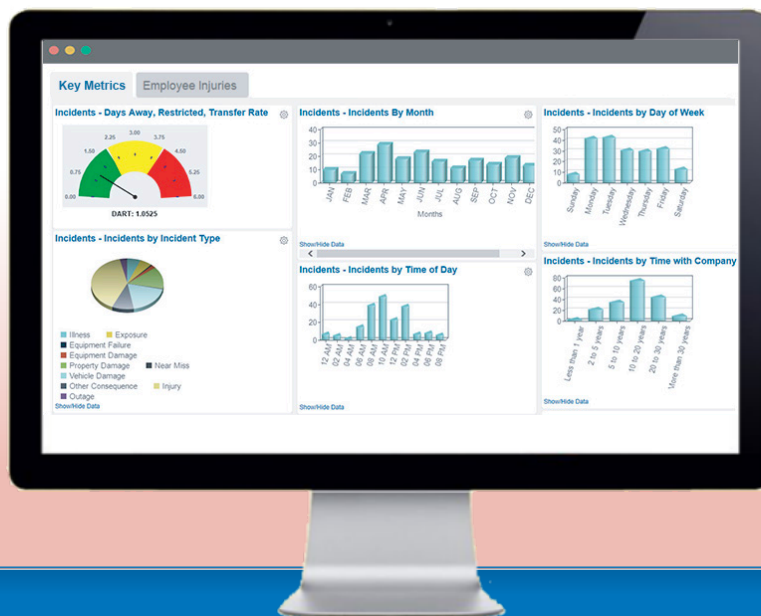 Key Metrics
Employee Injuries
Incidents - Days Away, Restricted, Transfer Rate
0.00
0.75
1.50
2.25
3.00
3.75
4.50
5.25
6.00
DART: 1.0525
Incidents - Incidents By Month
40
30
20
10
0
JAN
FEB
MAR
APR
MAY
JUN
JUL
AUG
SEP
OCT
NOV
DEC
Months
Show/Hide Data
Incidents - Incidents by Day of Week
50
40
30
20
10
0
Sunday
Monday
Tuesday
Wednesday
Thursday
Friday
Saturday
Show/Hide Data
Incidents - Incidents by Incident Type
Illness
Exposure
Equipment Failure
Equipment Damage
Property Damage
Near Miss
Vehicle Damage
Other Consequence
Injury
Outage
Show/Hide Data
Incidents - Incidents by Time of Day
60
40
20
0
12 AM
02 AM
04 AM
06 AM
08 AM
10 AM
12 PM
02 PM
04 PM
06 PM
08 PM
Show/Hide Data
Incidents - Incidents by Time with Company
80
60
40
20
0
Less than 1 year
2 to 5 years
5 to 10 years
10 to 20 years
20 to 30 years
More than 30 years
Show/Hide Data